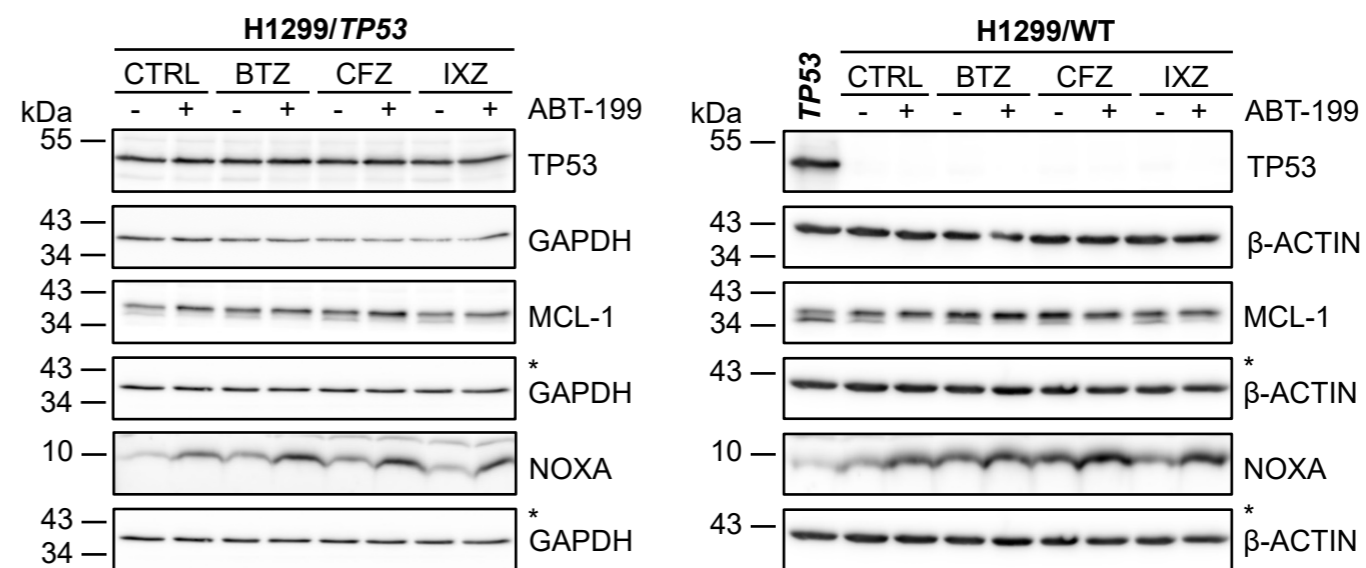 H1299/TP53
CTRL BTZ CFZ IXZ
kDa - + - + - + - + ABT-199
55
TP53
43
34
GAPDH
43
34
MCL-1
43
34
*
GAPDH
10
NOXA
43
34
*
GAPDH
H1299/WT
TP53 CTRL BTZ CFZ IXZ
kDa - + - + - + - + ABT-199
55
TP53
43
34
β-ACTIN
43
34
MCL-1
43
*
β-ACTIN
10
NOXA
43
*
β-ACTIN